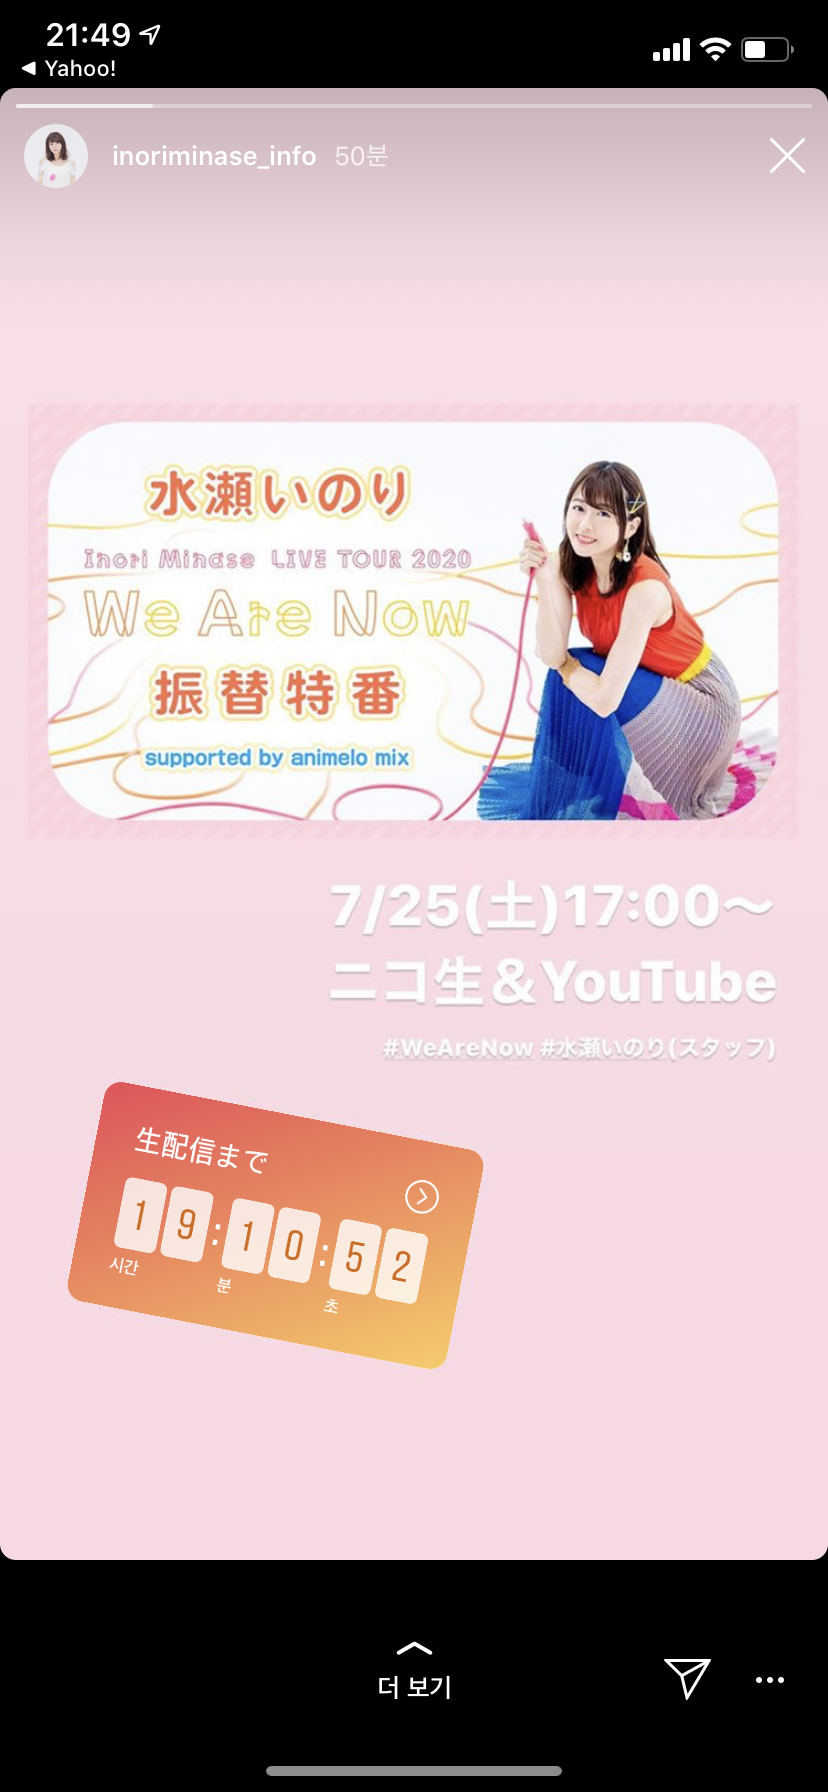 21:49
◀ Yahoo!
inoriminase_info 50분
水瀬いのり
Inori Minase LIVE TOUR 2020
We Are Now
振替特番
supported by animelo mix
7/25(土)17:00〜
ニコ生&YouTube
#WeAreNow #水瀬いのり(スタッフ)
生配信まで
19:10:52
시간 분 초
더 보기